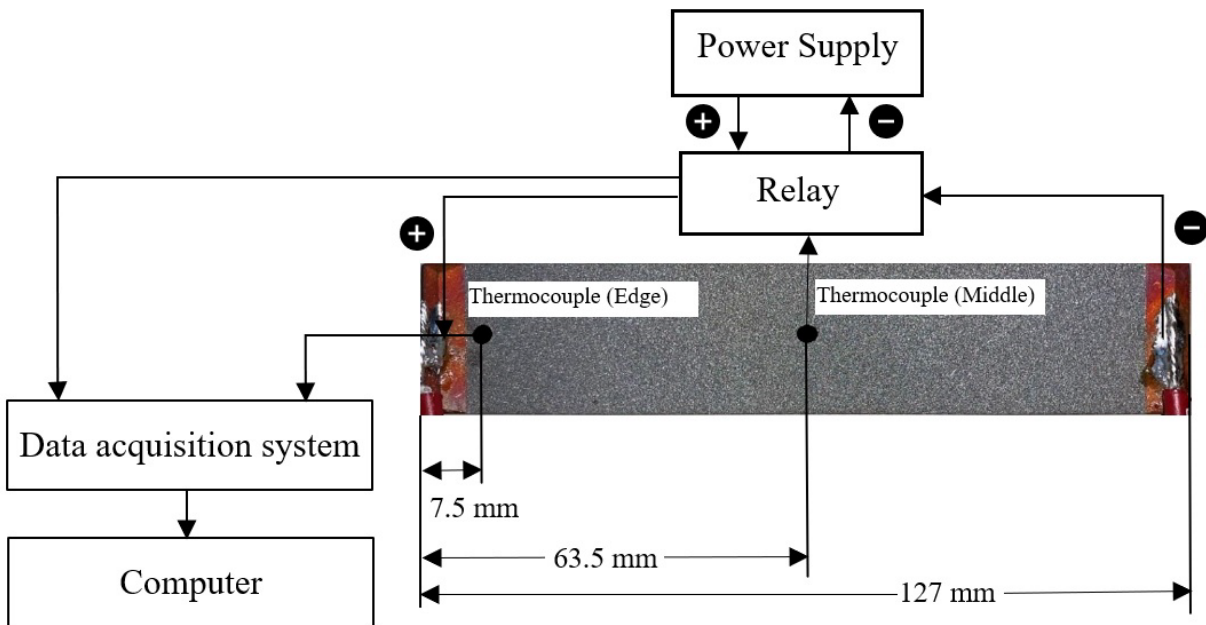 Power Supply
+
−
Relay
+
−
Thermocouple (Edge)
Thermocouple (Middle)
Data acquisition system
7.5 mm
63.5 mm
Computer
127 mm